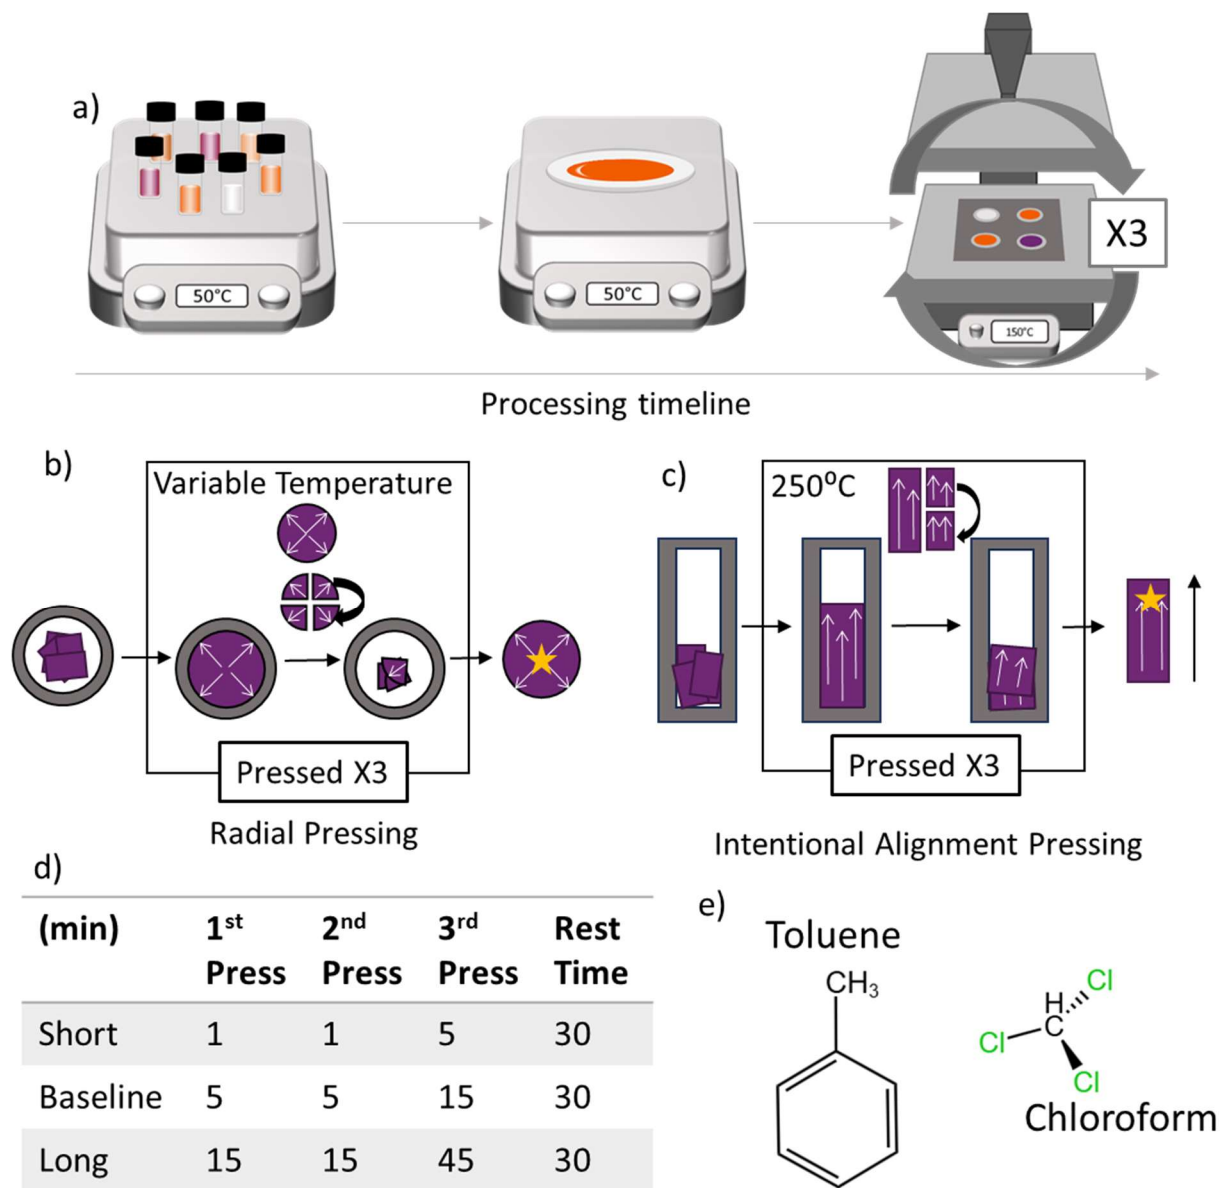 a)
50°C
50°C
X3
150°C
Processing timeline
b)
Variable Temperature
Pressed X3
Radial Pressing
c)
250⁰C
Pressed X3
Intentional Alignment Pressing
d)
(min) 1st Press 2nd Press 3rd Press Rest Time
Short 1 1 5 30
Baseline 5 5 15 30
Long 15 15 45 30
e)
Toluene
CH3
Cl
H
C
Cl
Cl
Chloroform